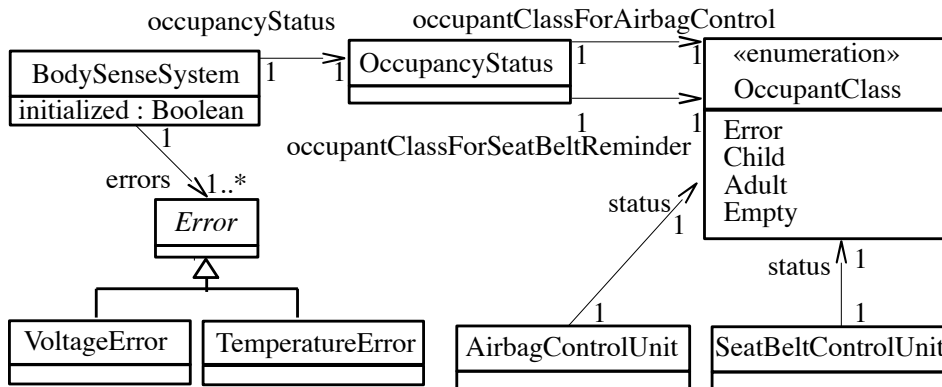 occupancyStatus
occupantClassForAirbagControl
BodySenseSystem
initialized : Boolean
1
1
OccupancyStatus
1
1
1
1
occupantClassForSeatBeltReminder
«enumeration»
OccupantClass
Error
Child
Adult
Empty
1
errors
1..*
Error
VoltageError
TemperatureError
status
1
1
AirbagControlUnit
status
1
1
SeatBeltControlUnit